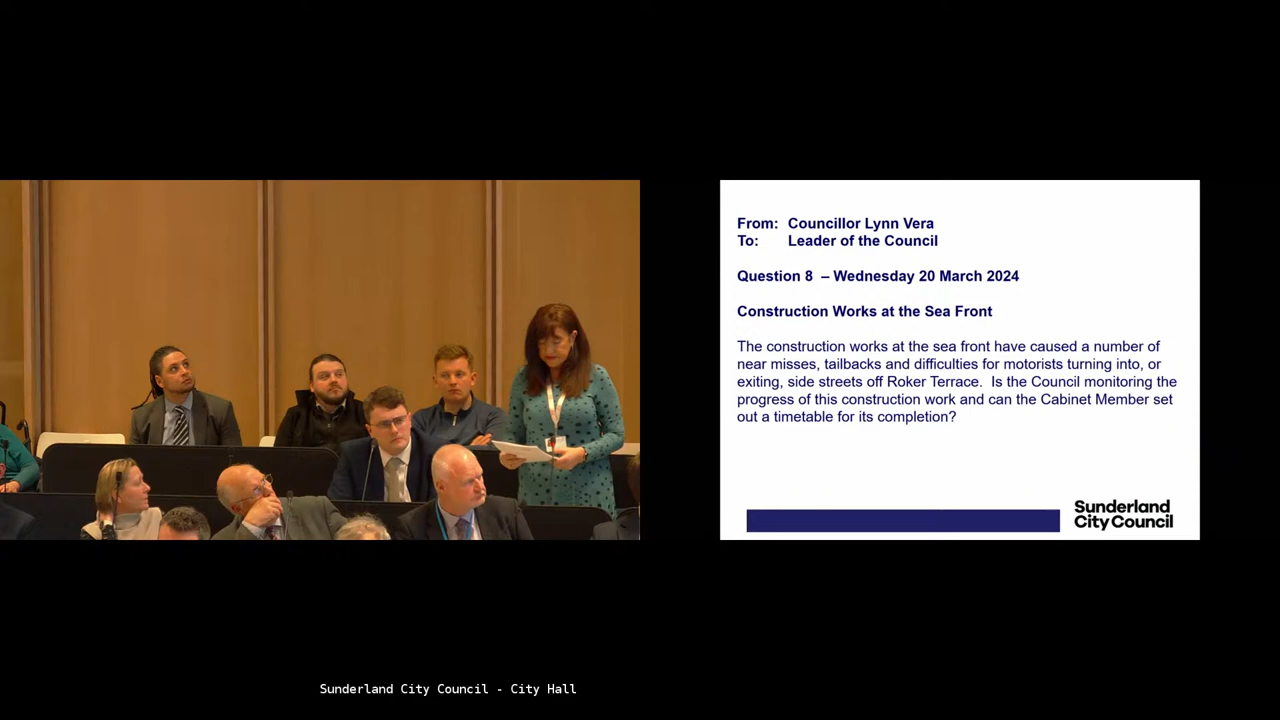 From: Councillor Lynn Vera
To: Leader of the Council
Question 8 – Wednesday 20 March 2024
Construction Works at the Sea Front
The construction works at the sea front have caused a number of
near misses, tailbacks and difficulties for motorists turning into, or
exiting, side streets off Roker Terrace. Is the Council monitoring the
progress of this construction work and can the Cabinet Member set
out a timetable for its completion?
Sunderland
City Council
Sunderland City Council - City Hall